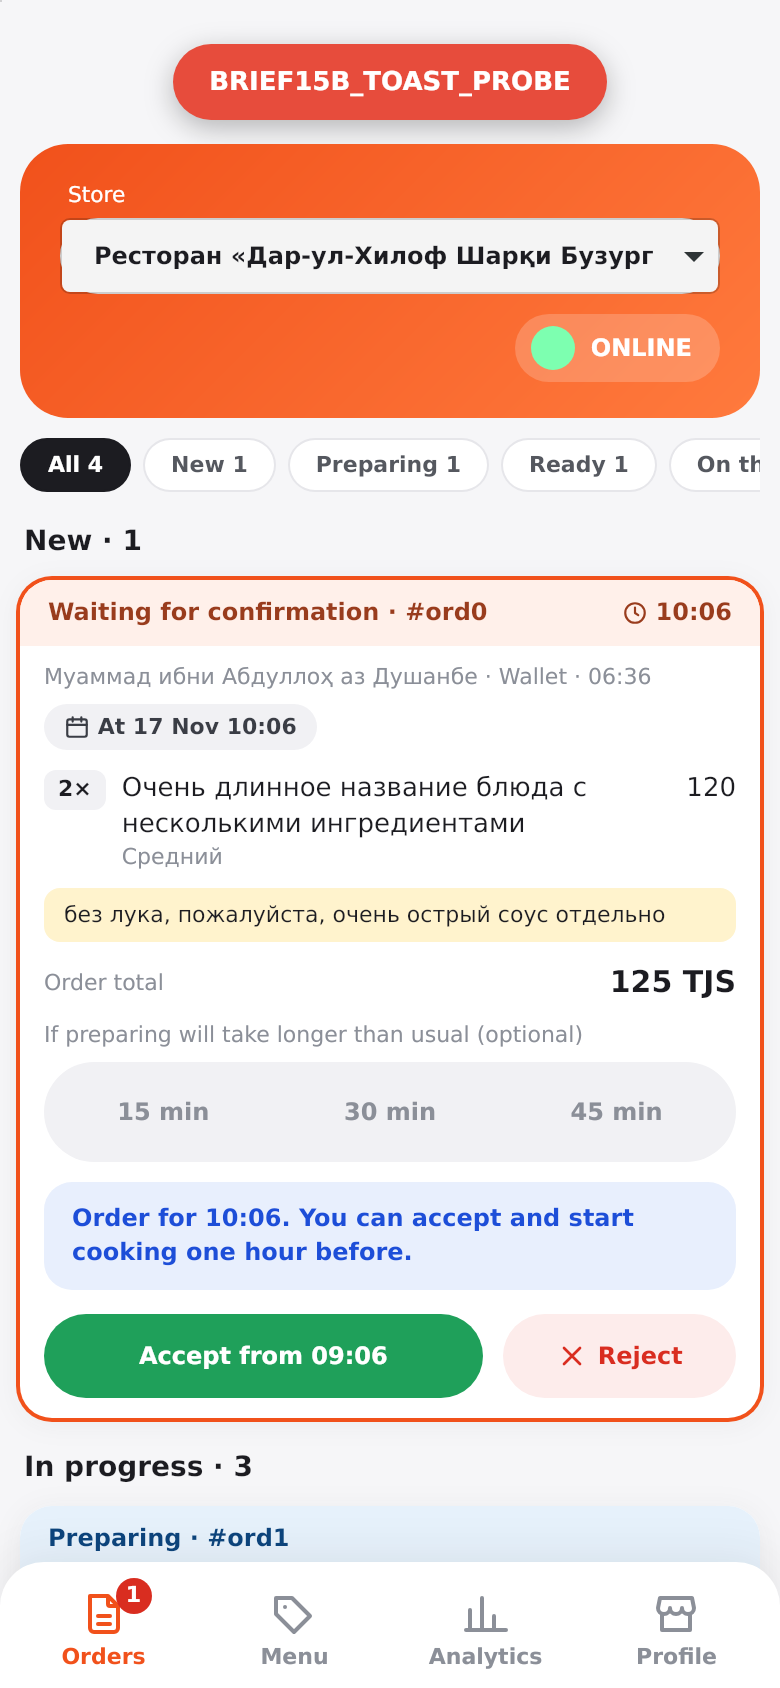 BRIEF15B_TOAST_PROBE
Store
Ресторан «Дар-ул-Хилоф Шарқи Бузург
ONLINE
All 4
New 1
Preparing 1
Ready 1
On th
New · 1
Waiting for confirmation · #ord0
10:06
Муаммад ибни Абдуллоҳ аз Душанбе · Wallet · 06:36
At 17 Nov 10:06
2× Очень длинное название блюда с 120
несколькими ингредиентами
Средний
без лука, пожалуйста, очень острый соус отдельно
Order total 125 TJS
If preparing will take longer than usual (optional)
15 min 30 min 45 min
Order for 10:06. You can accept and start
cooking one hour before.
Accept from 09:06
Reject
In progress · 3
Preparing · #ord1
1
Orders
Menu
Analytics
Profile